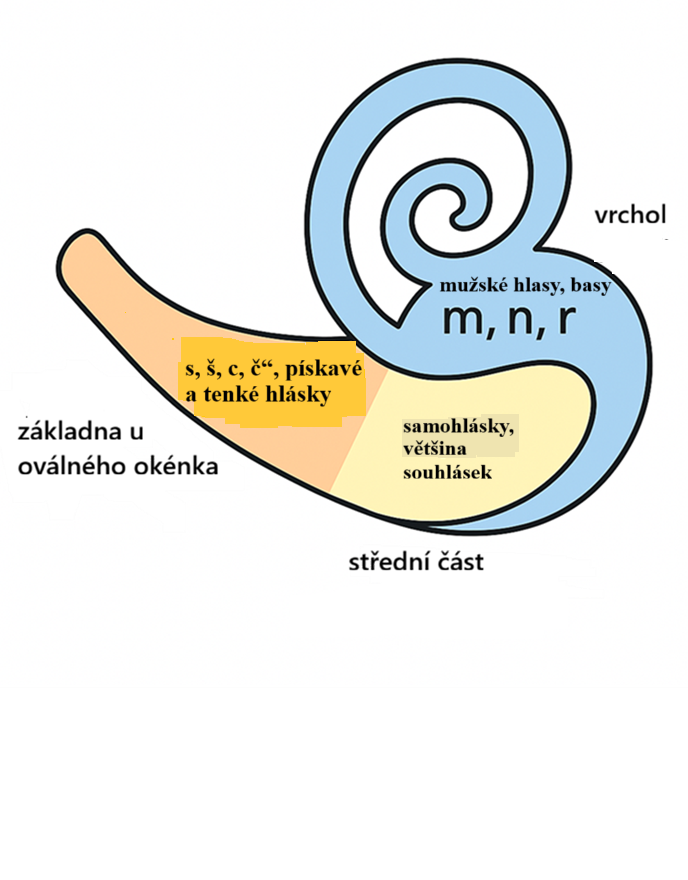 vrchol
mužské hlasy, basy
m, n, r
s, š, c, č“, pískavé
a tenké hlásky
samohlásky,
většina
souhlásek
základna u
oválného okénka
střední část